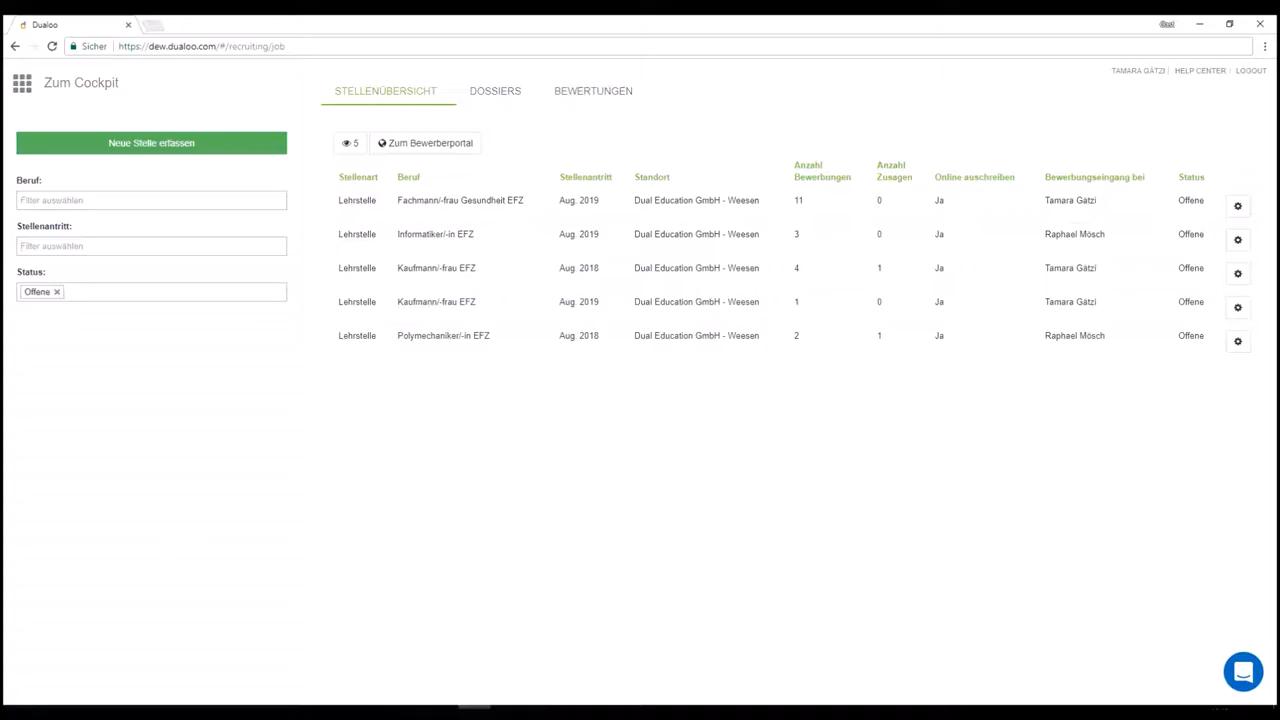 Dualoo
Sicher https://dew.dualoo.com/#/recruiting/job
TAMARA GÄTZI | HELP CENTER | LOGOUT
Zum Cockpit
STELLENÜBERSICHT DOSSIERS BEWERTUNGEN
Neue Stelle erfassen
5 Zum Bewerberportal
Beruf:
Filter auswählen
Stellenantritt:
Filter auswählen
Status:
Offene ×
Stellenart Beruf Stellenantritt Standort Anzahl Bewerbungen Anzahl Zusagen Online auschreiben Bewerbungseingang bei Status
Lehrstelle Fachmann/-frau Gesundheit EFZ Aug. 2019 Dual Education GmbH - Weesen 11 0 Ja Tamara Gätzi Offene
Lehrstelle Informatiker/-in EFZ Aug. 2019 Dual Education GmbH - Weesen 3 0 Ja Raphael Mösch Offene
Lehrstelle Kaufmann/-frau EFZ Aug. 2018 Dual Education GmbH - Weesen 4 1 Ja Tamara Gätzi Offene
Lehrstelle Kaufmann/-frau EFZ Aug. 2019 Dual Education GmbH - Weesen 1 0 Ja Tamara Gätzi Offene
Lehrstelle Polymechaniker/-in EFZ Aug. 2018 Dual Education GmbH - Weesen 2 1 Ja Raphael Mösch Offene